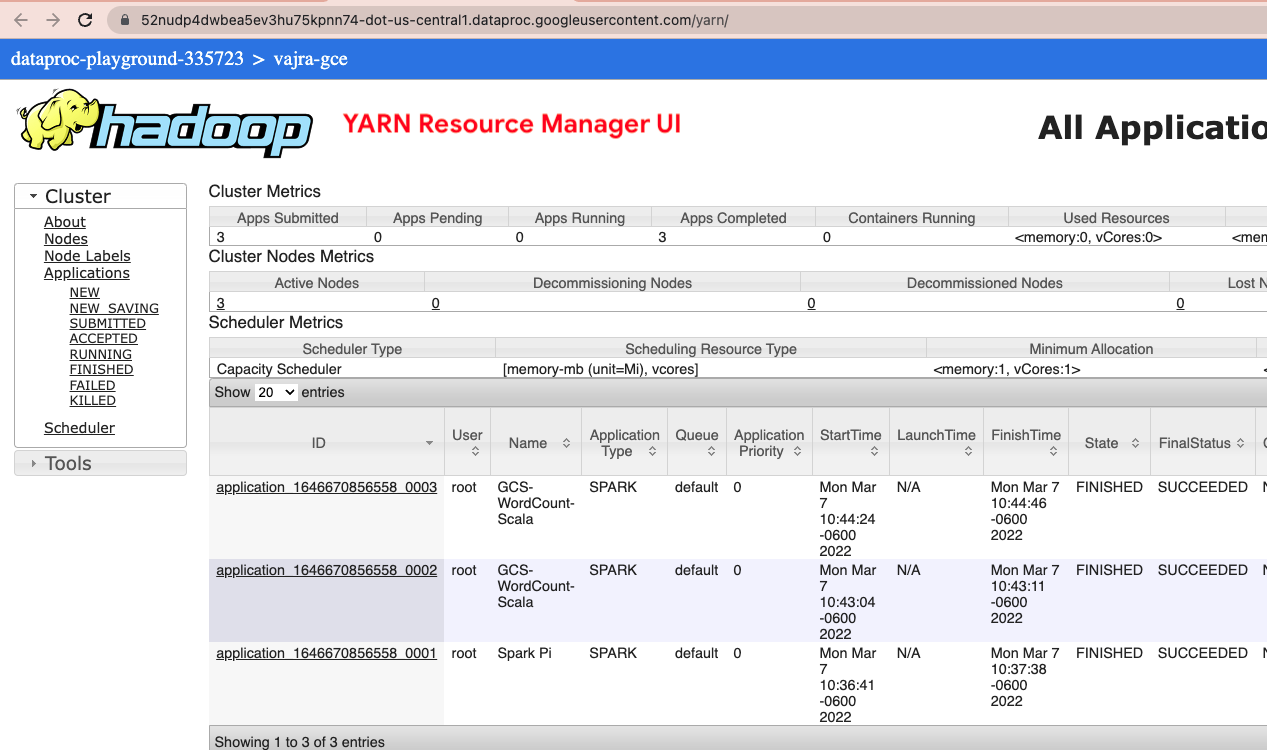 52nudp4dwbea5ev3hu75kpnn74-dot-us-central1.dataproc.googleusercontent.com/yarn/
dataproc-playground-335723 > vajra-gce
hadoop YARN Resource Manager UI All Applicatio
Cluster
About
Nodes
Node Labels
Applications
NEW
NEW_SAVING
SUBMITTED
ACCEPTED
RUNNING
FINISHED
FAILED
KILLED
Scheduler
Tools
Cluster Metrics
Apps Submitted Apps Pending Apps Running Apps Completed Containers Running Used Resources
3 0 0 3 0 <memory:0, vCores:0> <mem
Cluster Nodes Metrics
Active Nodes Decommissioning Nodes Decommissioned Nodes Lost N
3 0 0 0
Scheduler Metrics
Scheduler Type Scheduling Resource Type Minimum Allocation
Capacity Scheduler [memory-mb (unit=Mi), vcores] <memory:1, vCores:1> <
Show 20 entries
ID User Name Application Type Queue Application Priority StartTime LaunchTime FinishTime State FinalStatus
application_1646670856558_0003 root GCS-WordCount-Scala SPARK default 0 Mon Mar 7 10:44:24 -0600 2022 N/A Mon Mar 7 10:44:46 -0600 2022 FINISHED SUCCEEDED N
application_1646670856558_0002 root GCS-WordCount-Scala SPARK default 0 Mon Mar 7 10:43:04 -0600 2022 N/A Mon Mar 7 10:43:11 -0600 2022 FINISHED SUCCEEDED N
application_1646670856558_0001 root Spark Pi SPARK default 0 Mon Mar 7 10:36:41 -0600 2022 N/A Mon Mar 7 10:37:38 -0600 2022 FINISHED SUCCEEDED N
Showing 1 to 3 of 3 entries